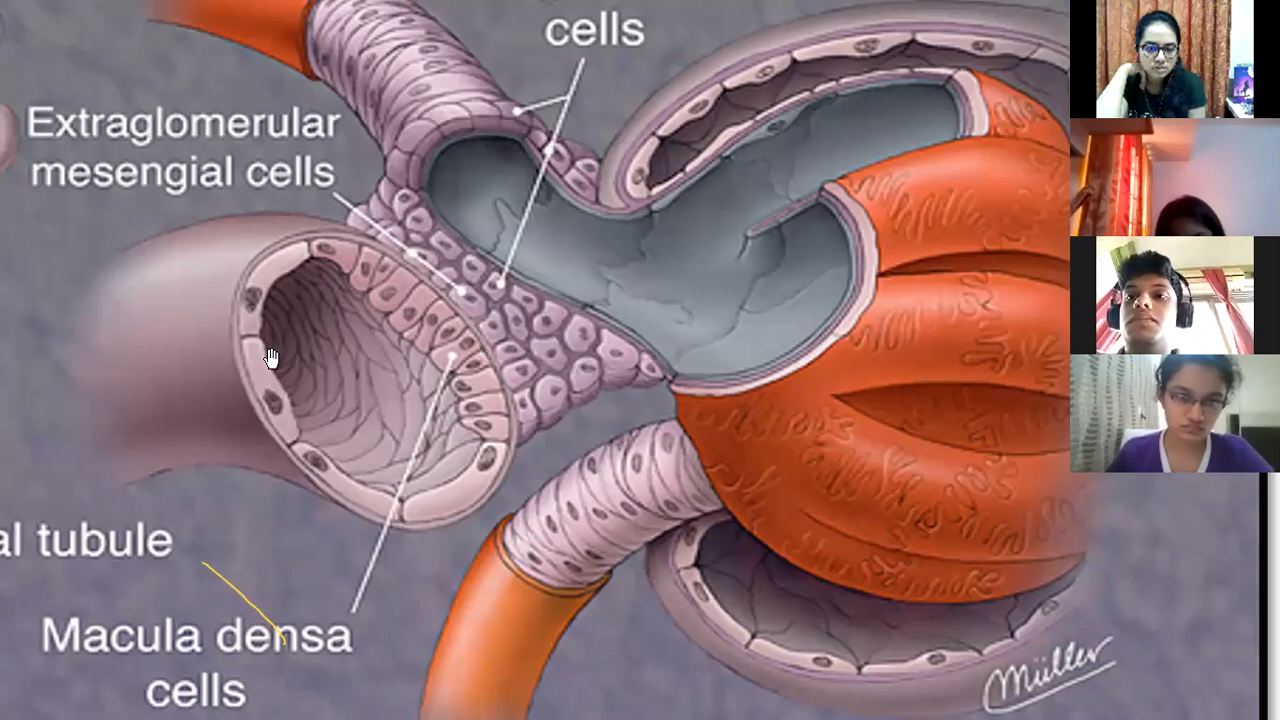 cells
Extraglomerular
mesengial cells
al tubule
Macula densa
cells
Müller